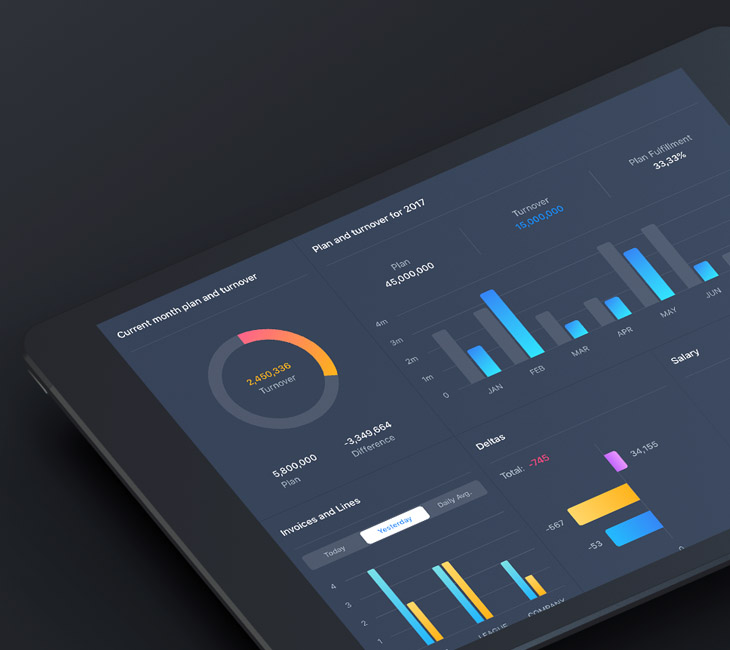 Plan and turnover for 2017
Plan
45,000,000
Turnover
15,000,000
Plan Fulfillment
33,33%
4m
3m
2m
1m
0
JAN
FEB
MAR
APR
MAY
JUN
Current month plan and turnover
2,450,336
Turnover
5,800,000
Plan
-3,349,664
Difference
Invoices and Lines
Today
Yesterday
Daily Avg.
4
3
2
1
LEAGUE
COMPANY
Deltas
Total: -745
34,155
-567
-53
0
Salary